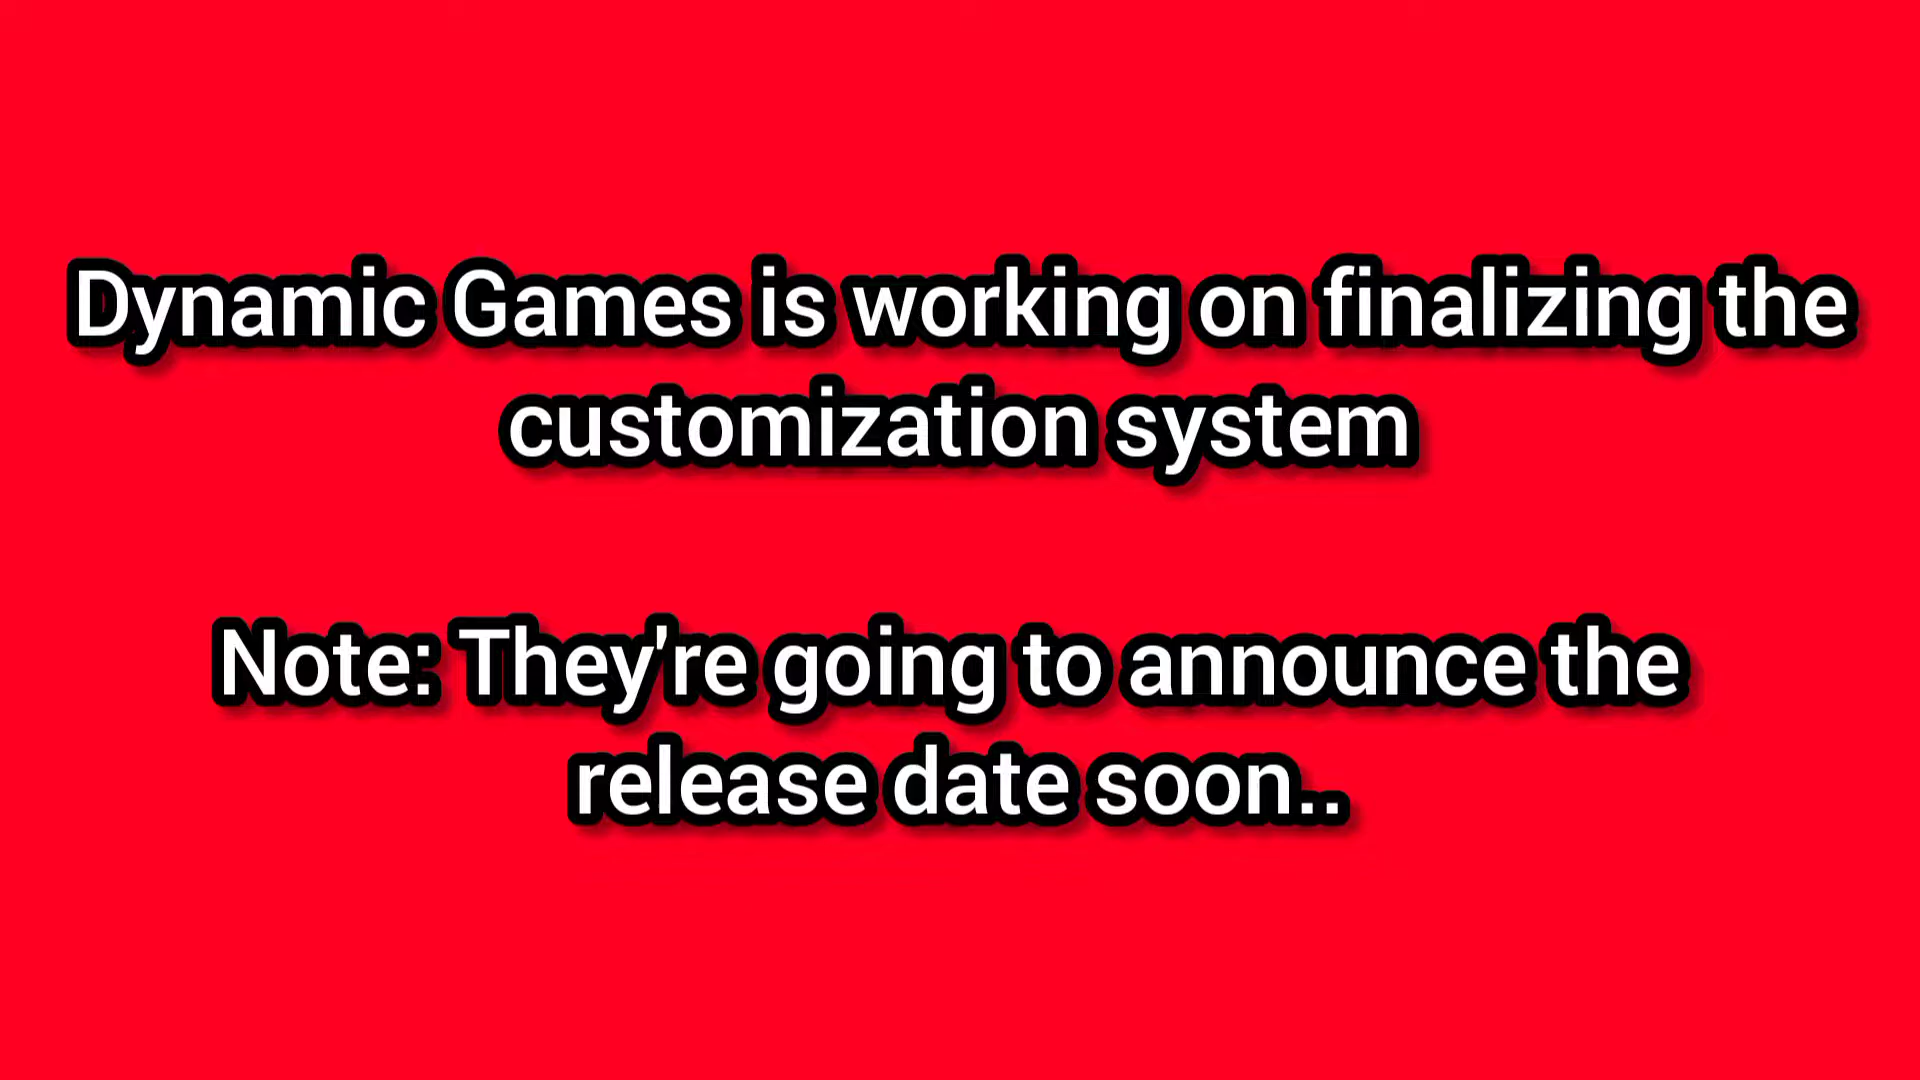 Dynamic Games is working on finalizing the
customization system
Note: They're going to announce the
release date soon..